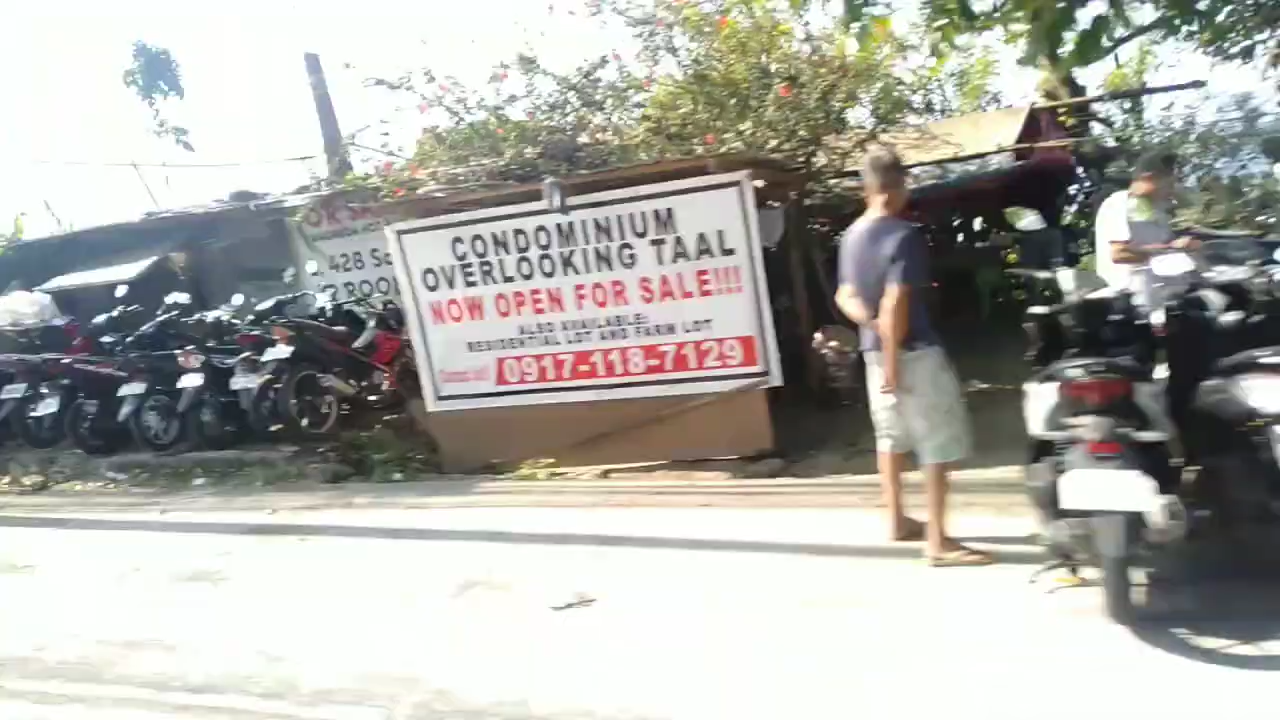 428 S
CONDOMINIUM
OVERLOOKING TAAL
NOW OPEN FOR SALE!!!
ALSO AVAILABLE:
RESIDENTIAL LOT AND FARM LOT
0917-118-7129